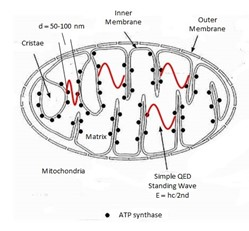 Inner
Membrane
Outer
Membrane
d = 50-100 nm
Cristae
Matrix
Mitochondria
Simple QED
Standing Wave
E = hc/2nd
ATP synthase